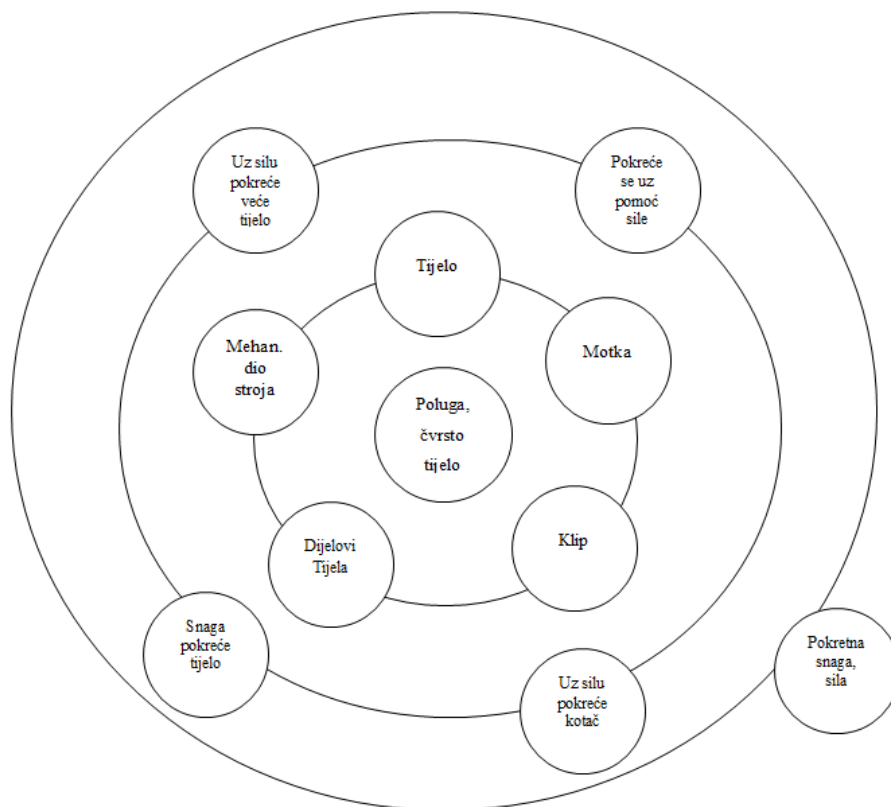 Uz silu
pokreće
veće
tijelo
Pokreće
se uz
pomoć
sile
Tijelo
Mehan.
dio
stroja
Motka
Poluga,
čvrsto
tijelo
Dijelovi
Tijela
Klip
Snaga
pokreće
tijelo
Uz silu
pokreće
kotač
Pokretna
snaga,
sila